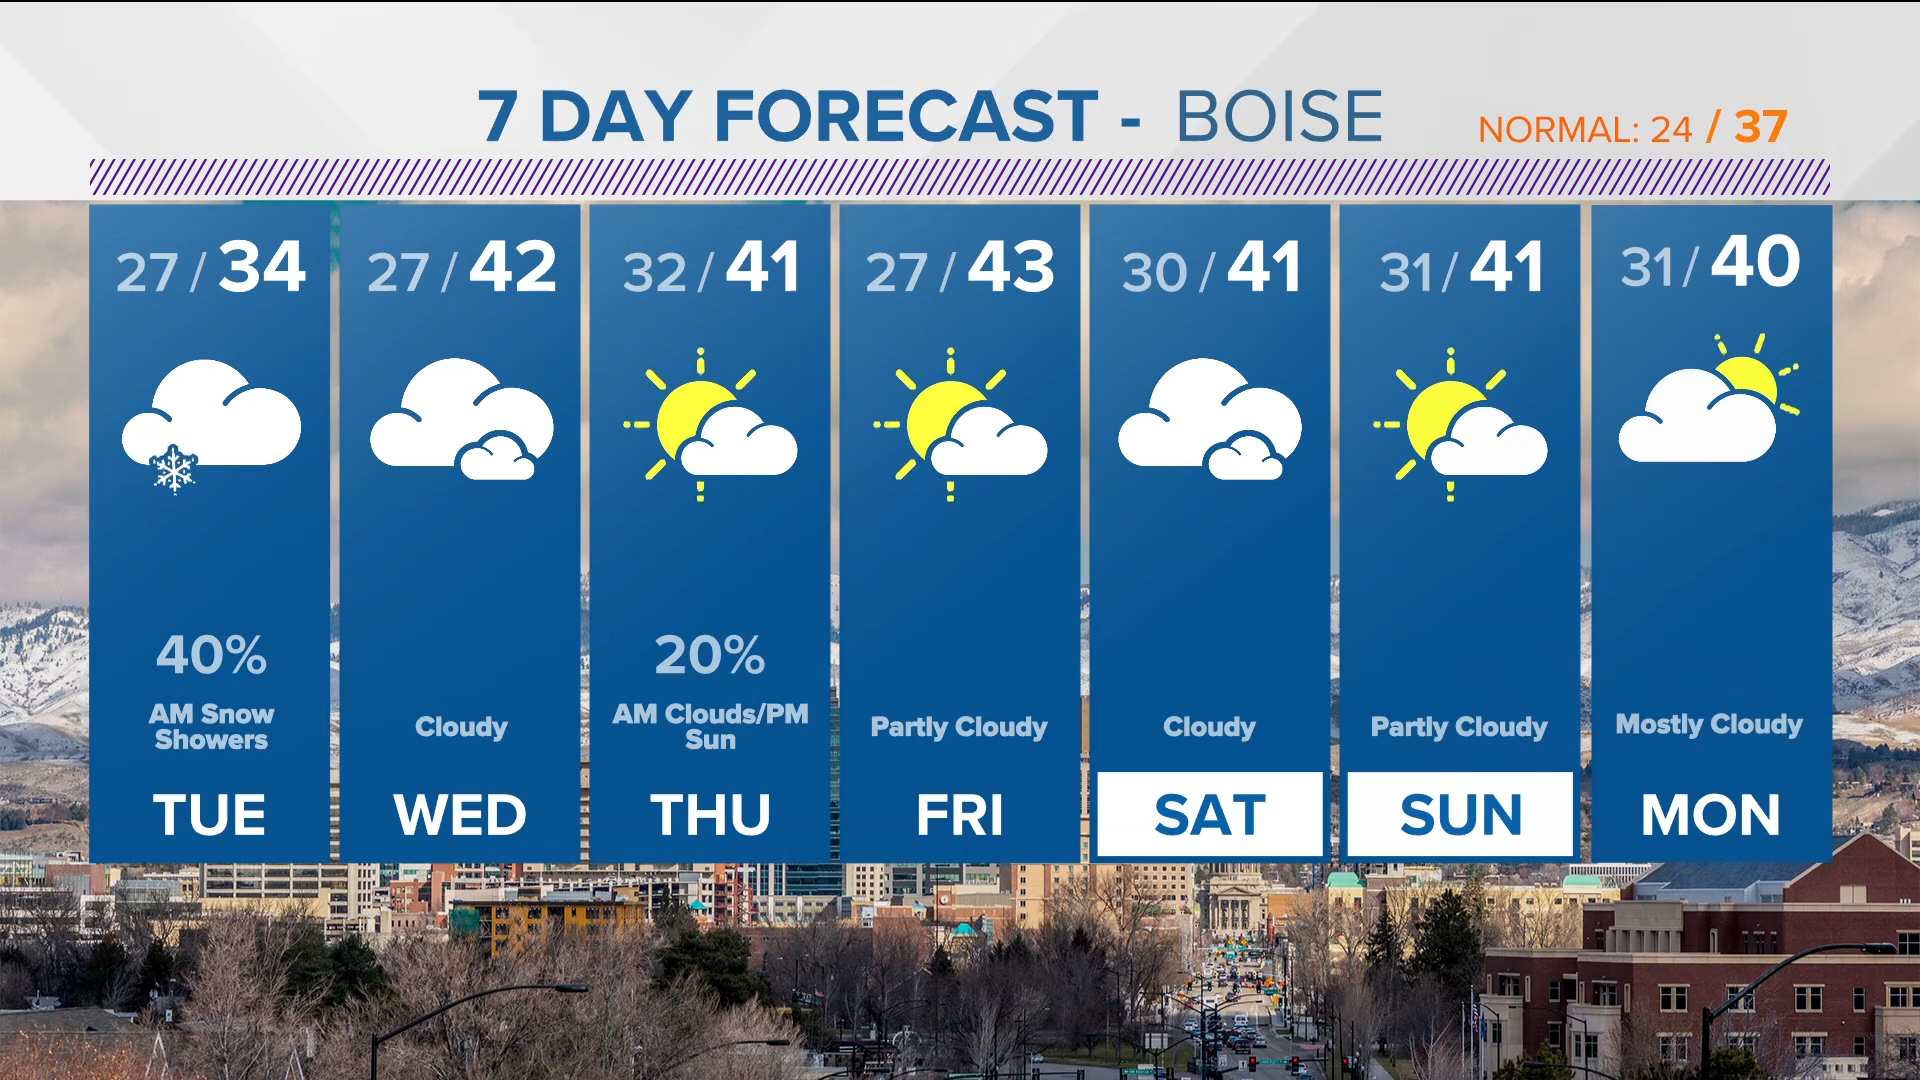 7 DAY FORECAST - BOISE
NORMAL: 24 / 37
27 / 34
40%
AM Snow
Showers
TUE
27 / 42
Cloudy
WED
32 / 41
20%
AM Clouds/PM
Sun
THU
27 / 43
Partly Cloudy
FRI
30 / 41
Cloudy
SAT
31 / 41
Partly Cloudy
SUN
31 / 40
Mostly Cloudy
MON